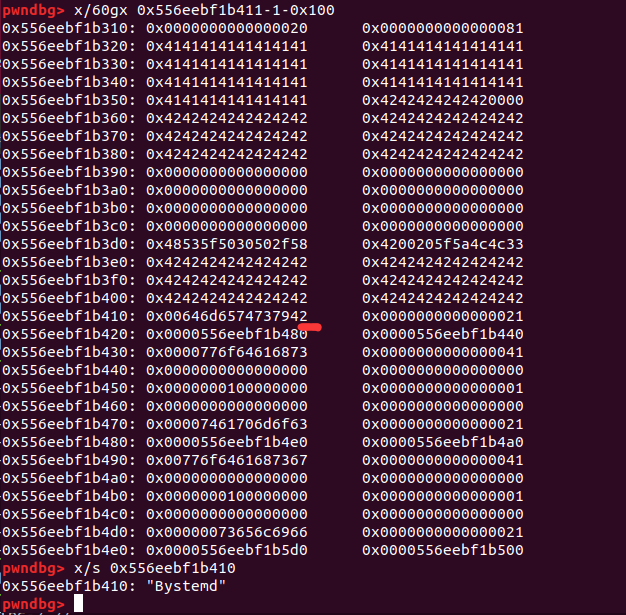 pwndbg> x/60gx 0x556eebf1b411-1-0x100
0x556eebf1b310: 0x0000000000000020 0x0000000000000081
0x556eebf1b320: 0x4141414141414141 0x4141414141414141
0x556eebf1b330: 0x4141414141414141 0x4141414141414141
0x556eebf1b340: 0x4141414141414141 0x4141414141414141
0x556eebf1b350: 0x4141414141414141 0x4242424242420000
0x556eebf1b360: 0x4242424242424242 0x4242424242424242
0x556eebf1b370: 0x4242424242424242 0x4242424242424242
0x556eebf1b380: 0x4242424242424242 0x4242424242424242
0x556eebf1b390: 0x0000000000000000 0x0000000000000000
0x556eebf1b3a0: 0x0000000000000000 0x0000000000000000
0x556eebf1b3b0: 0x0000000000000000 0x0000000000000000
0x556eebf1b3c0: 0x0000000000000000 0x0000000000000000
0x556eebf1b3d0: 0x48535f5030502f58 0x4200205f5a4c4c33
0x556eebf1b3e0: 0x4242424242424242 0x4242424242424242
0x556eebf1b3f0: 0x4242424242424242 0x4242424242424242
0x556eebf1b400: 0x4242424242424242 0x4242424242424242
0x556eebf1b410: 0x00646d6574737942 0x0000000000000021
0x556eebf1b420: 0x0000556eebf1b480 0x0000556eebf1b440
0x556eebf1b430: 0x0000776f64616873 0x0000000000000041
0x556eebf1b440: 0x0000000000000000 0x0000000000000000
0x556eebf1b450: 0x0000000100000000 0x0000000000000001
0x556eebf1b460: 0x0000000000000000 0x0000000000000000
0x556eebf1b470: 0x00007461706d6f63 0x0000000000000021
0x556eebf1b480: 0x0000556eebf1b4e0 0x0000556eebf1b4a0
0x556eebf1b490: 0x00776f6461687367 0x0000000000000041
0x556eebf1b4a0: 0x0000000000000000 0x0000000000000000
0x556eebf1b4b0: 0x0000000100000000 0x0000000000000001
0x556eebf1b4c0: 0x0000000000000000 0x0000000000000000
0x556eebf1b4d0: 0x00000073656c6966 0x0000000000000021
0x556eebf1b4e0: 0x0000556eebf1b5d0 0x0000556eebf1b500
pwndbg> x/s 0x556eebf1b410
0x556eebf1b410: "Bystemd"
pwndbg>